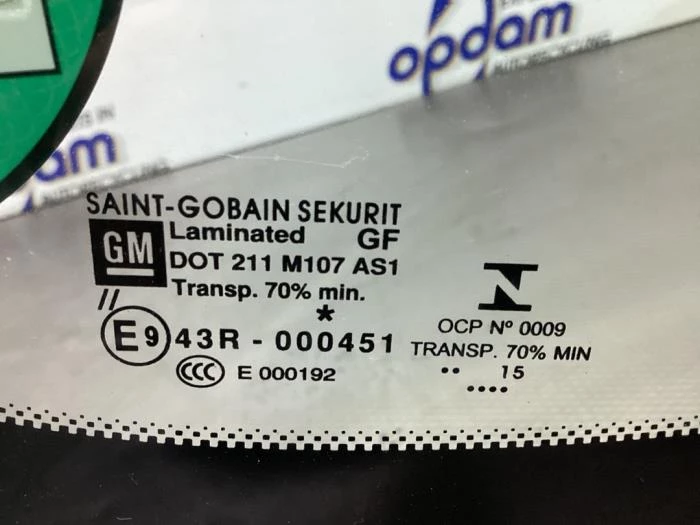 opdam
am
SAINT-GOBAIN SEKURIT
GM
Laminated GF
DOT 211 M107 AS1
Transp. 70% min.
//
*
E9 43R - 000451
CCC E 000192
N
OCP Nº 0009
TRANSP. 70% MIN
•• 15
••••